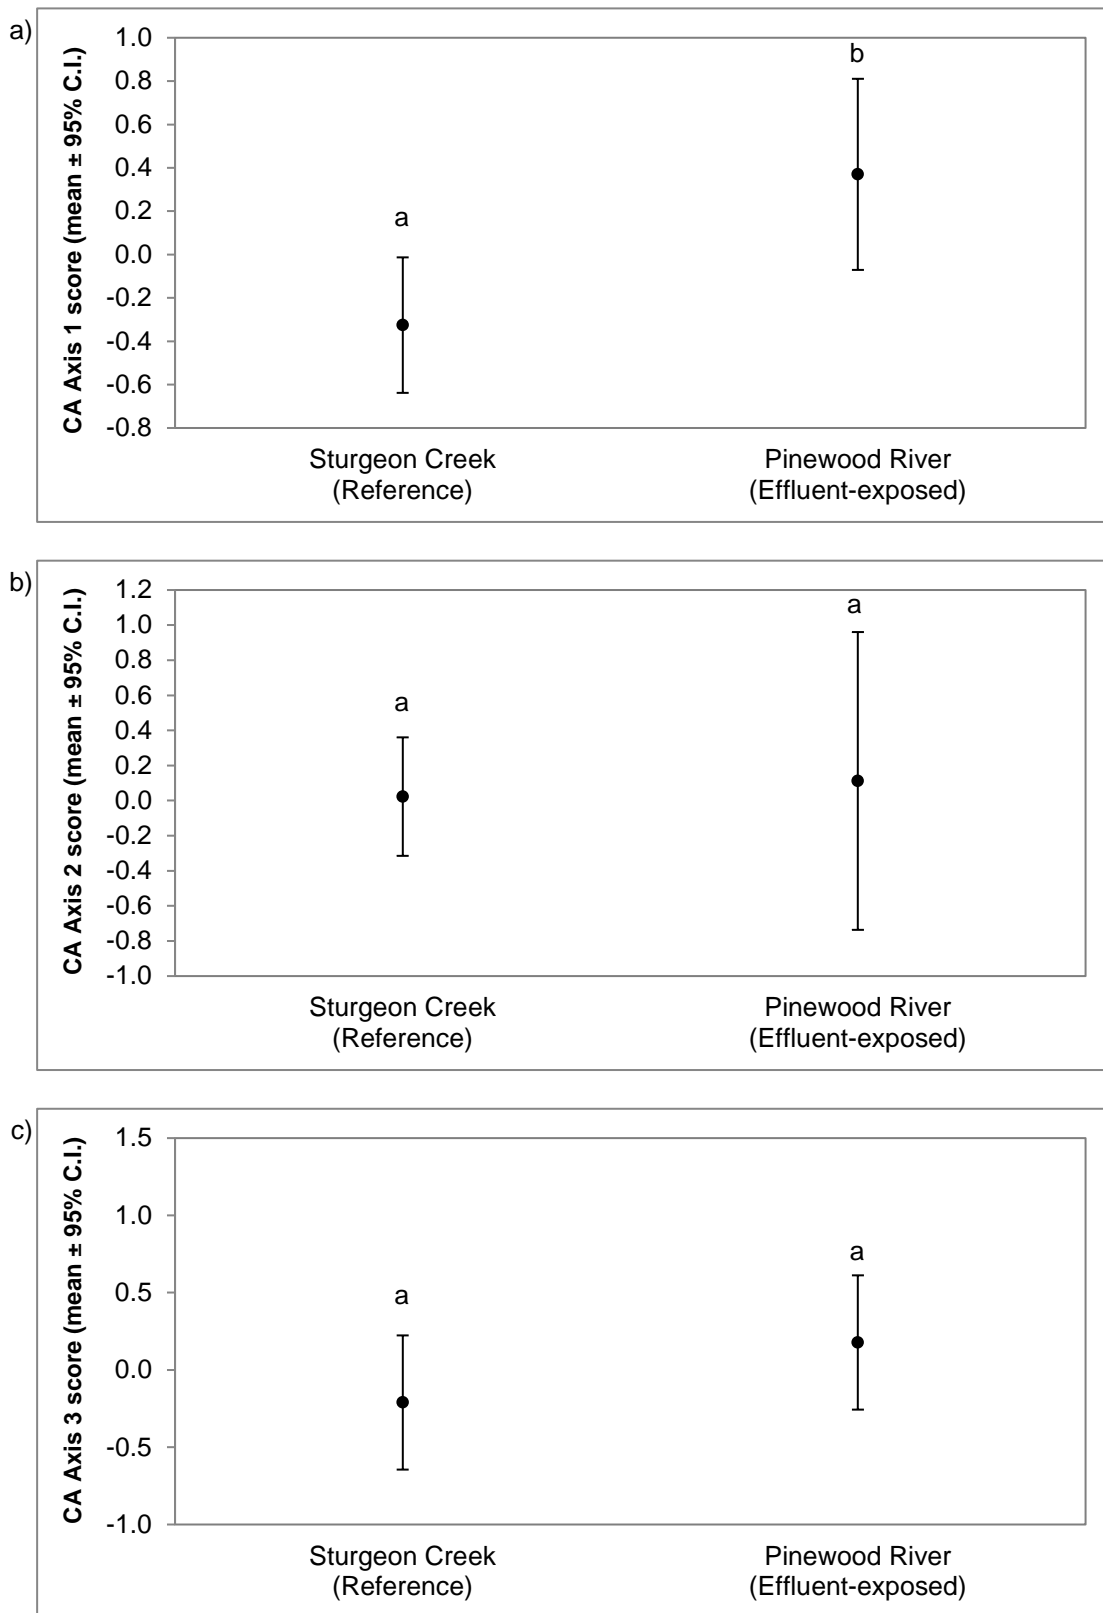 a)
CA Axis 1 score (mean ± 95% C.I.)
1.0
0.8
0.6
0.4
0.2
0.0
-0.2
-0.4
-0.6
-0.8
a
b
Sturgeon Creek
(Reference)
Pinewood River
(Effluent-exposed)
b)
CA Axis 2 score (mean ± 95% C.I.)
1.2
1.0
0.8
0.6
0.4
0.2
0.0
-0.2
-0.4
-0.6
-0.8
-1.0
a
a
Sturgeon Creek
(Reference)
Pinewood River
(Effluent-exposed)
c)
CA Axis 3 score (mean ± 95% C.I.)
1.5
1.0
0.5
0.0
-0.5
-1.0
a
a
Sturgeon Creek
(Reference)
Pinewood River
(Effluent-exposed)